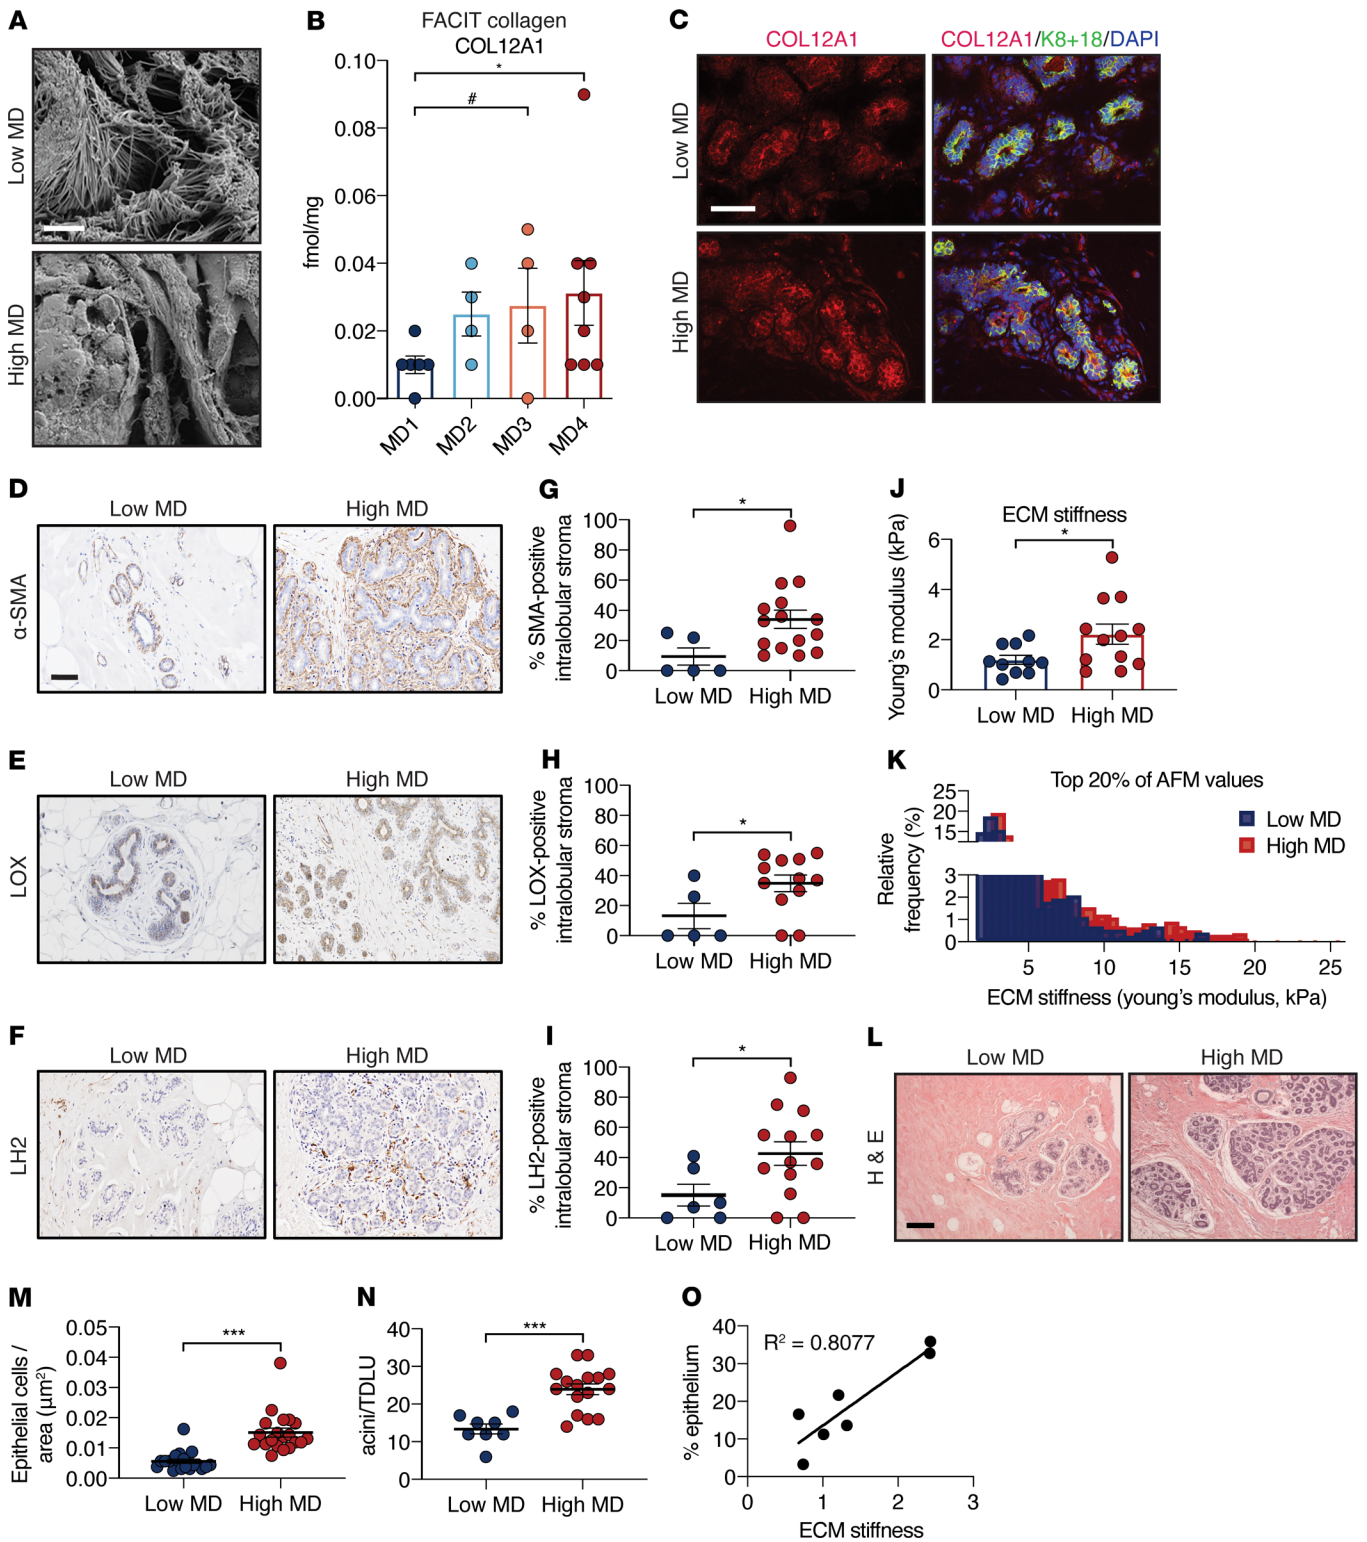 A
Low MD
High MD
B
FACIT collagen
COL12A1
fmol/mg
0.10
0.08
0.06
0.04
0.02
0.00
*
#
MD1
MD2
MD3
MD4
C
COL12A1
COL12A1/K8+18/DAPI
Low MD
High MD
D
Low MD
High MD
α-SMA
E
Low MD
High MD
LOX
F
Low MD
High MD
LH2
G
% SMA-positive
intralobular stroma
100
80
60
40
20
0
*
Low MD
High MD
H
% LOX-positive
intralobular stroma
100
80
60
40
20
0
*
Low MD
High MD
I
% LH2-positive
intralobular stroma
100
80
60
40
20
0
*
Low MD
High MD
J
ECM stiffness
Young's modulus (kPa)
6
4
2
0
*
Low MD
High MD
K
Top 20% of AFM values
Relative
frequency (%)
25
20
15
3
2
1
0
Low MD
High MD
5
10
15
20
25
ECM stiffness (young's modulus, kPa)
L
Low MD
High MD
H & E
M
Epithelial cells /
area (µm²)
0.05
0.04
0.03
0.02
0.01
0.00
***
Low MD
High MD
N
acini/TDLU
40
30
20
10
0
***
Low MD
High MD
O
% epithelium
40
30
20
10
0
R² = 0.8077
0
1
2
3
ECM stiffness